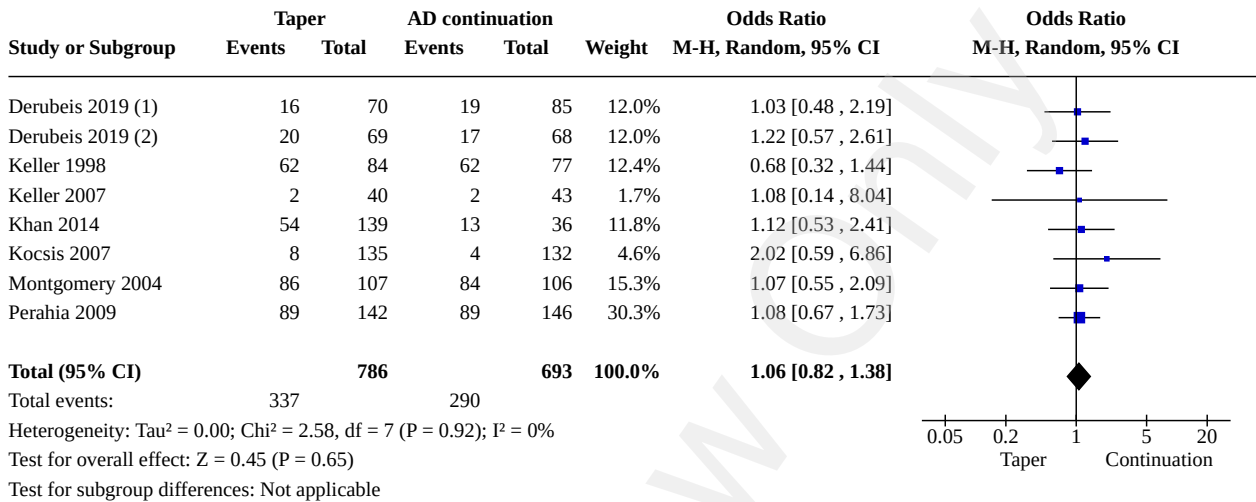 Taper AD continuation Odds Ratio Odds Ratio
Study or Subgroup Events Total Events Total Weight M-H, Random, 95% CI M-H, Random, 95% CI
Derubeis 2019 (1) 16 70 19 85 12.0% 1.03 [0.48 , 2.19]
Derubeis 2019 (2) 20 69 17 68 12.0% 1.22 [0.57 , 2.61]
Keller 1998 62 84 62 77 12.4% 0.68 [0.32 , 1.44]
Keller 2007 2 40 2 43 1.7% 1.08 [0.14 , 8.04]
Khan 2014 54 139 13 36 11.8% 1.12 [0.53 , 2.41]
Kocsis 2007 8 135 4 132 4.6% 2.02 [0.59 , 6.86]
Montgomery 2004 86 107 84 106 15.3% 1.07 [0.55 , 2.09]
Perahia 2009 89 142 89 146 30.3% 1.08 [0.67 , 1.73]
Total (95% CI) 786 693 100.0% 1.06 [0.82 , 1.38]
Total events: 337 290
Heterogeneity: Tau² = 0.00; Chi² = 2.58, df = 7 (P = 0.92); I² = 0%
0.05 0.2 1 5 20
Test for overall effect: Z = 0.45 (P = 0.65)
Taper Continuation
Test for subgroup differences: Not applicable
w Only